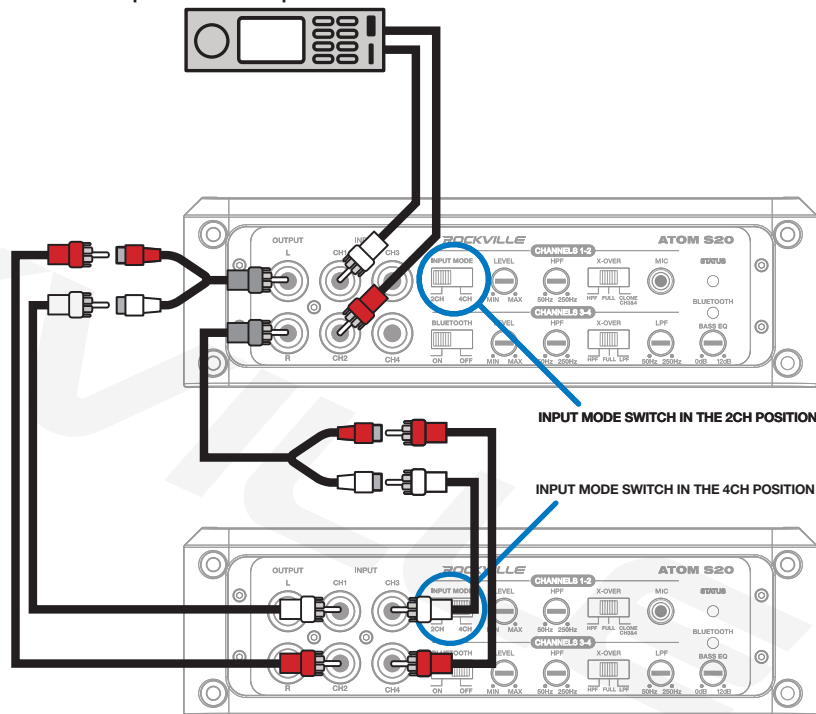 OUTPUT
L
CH1
CH3
R
CH2
CH4
ROCKVILLE
ATOM S20
CHANNELS 1-2
INPUT MODE
LEVEL
HPF
X-OVER
MIC
STATUS
2CH 4CH
MIN MAX
50Hz 250Hz
HPF FULL CLONE
CH3&4
BLUETOOTH
CHANNELS 3-4
BLUETOOTH
LEVEL
HPF
X-OVER
LPF
BASS EQ
ON OFF
MIN MAX
50Hz 250Hz
HPF FULL LPF
50Hz 250Hz
0dB 12dB
INPUT MODE SWITCH IN THE 2CH POSITION
INPUT MODE SWITCH IN THE 4CH POSITION
OUTPUT
INPUT
L
CH1
CH3
R
CH2
CH4
ROCKVILLE
ATOM S20
CHANNELS 1-2
INPUT MODE
LEVEL
HPF
X-OVER
MIC
STATUS
2CH 4CH
MIN MAX
50Hz 250Hz
HPF FULL CLONE
CH3&4
BLUETOOTH
CHANNELS 3-4
BLUETOOTH
LEVEL
HPF
X-OVER
LPF
BASS EQ
ON OFF
MIN MAX
50Hz 250Hz
HPF FULL LPF
50Hz 250Hz
0dB 12dB